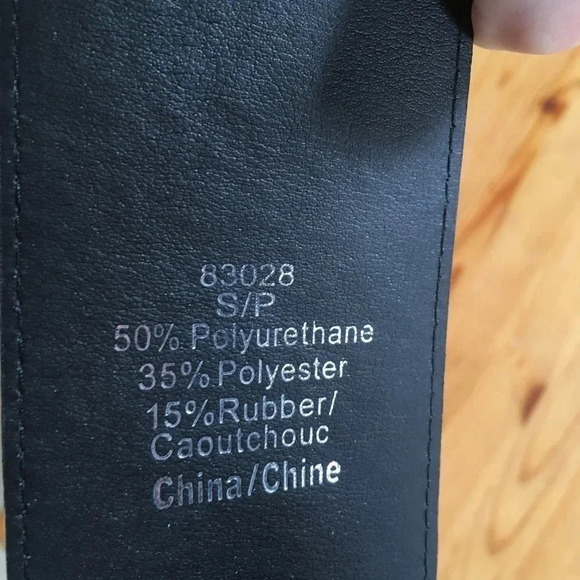 83028
S/P
50% Polyurethane
35% Polyester
15% Rubber/
Caoutchouc
China/Chine